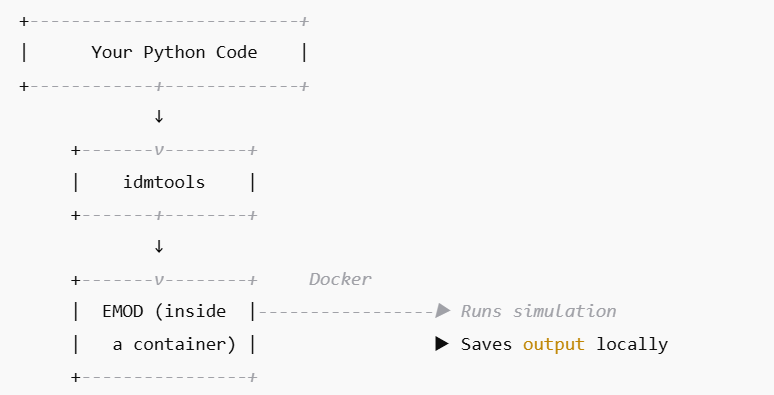 +--------------------------+
|      Your Python Code    |
+------------+-------------+
↓
+-------v--------+
|    idmtools    |
+-------+--------+
↓
+-------v--------+     Docker
|  EMOD (inside  |-----------------▶ Runs simulation
|   a container) |                 ▶ Saves output locally
+----------------+